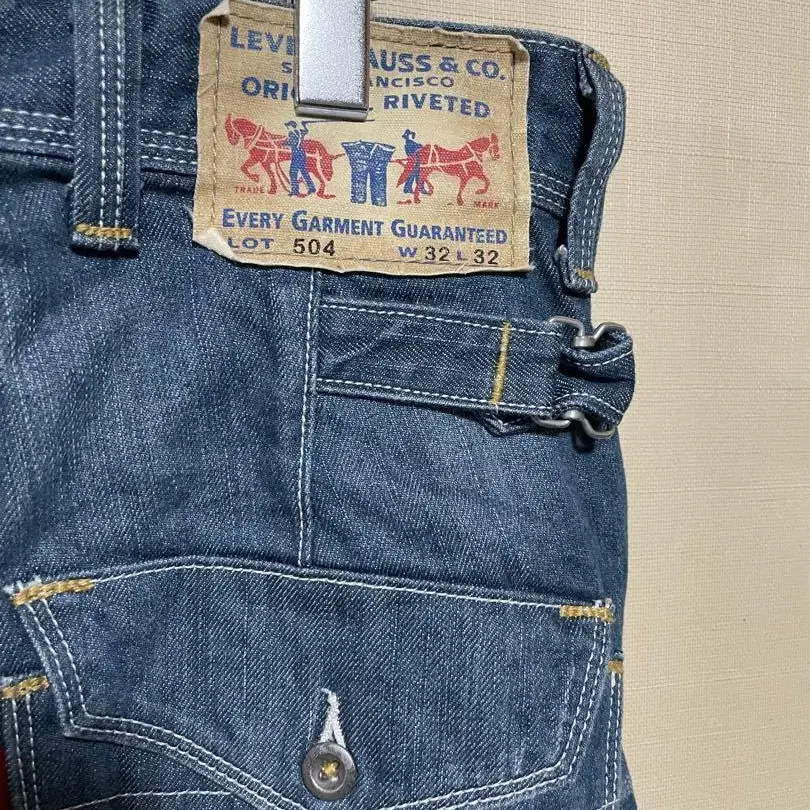 LEVI STRAUSS & CO.
SAN FRANCISCO
ORIGINAL RIVETED
TRADE MARK
EVERY GARMENT GUARANTEED
LOT 504 W 32 L 32